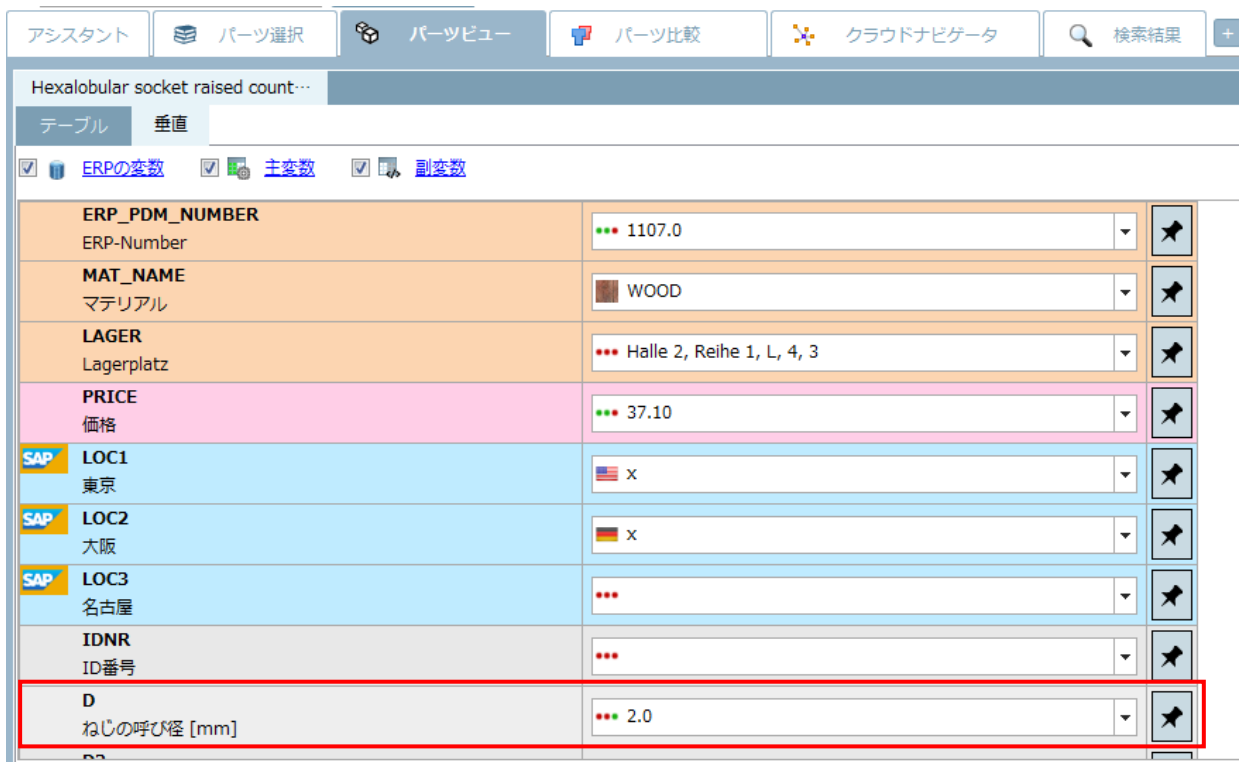 アシスタント
パーツ選択
パーツビュー
パーツ比較
クラウドナビゲータ
検索結果
+
Hexalobular socket raised count…
テーブル
垂直
ERPの変数
主変数
副変数
ERP_PDM_NUMBER
ERP-Number
1107.0
MAT_NAME
マテリアル
WOOD
LAGER
Lagerplatz
Halle 2, Reihe 1, L, 4, 3
PRICE
価格
37.10
SAP
LOC1
東京
x
SAP
LOC2
大阪
x
SAP
LOC3
名古屋
IDNR
ID番号
D
ねじの呼び径 [mm]
2.0